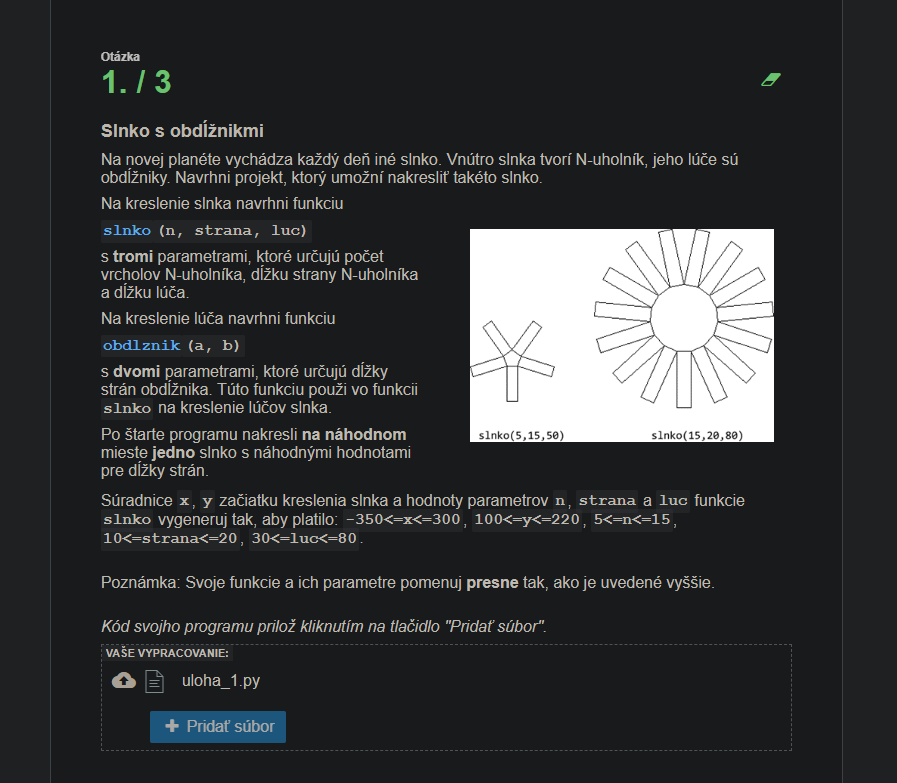 Otázka
1. / 3
Slnko s obdĺžnikmi
Na novej planéte vychádza každý deň iné slnko. Vnútro slnka tvorí N-uholník, jeho lúče sú
obdĺžniky. Navrhni projekt, ktorý umožní nakresliť takéto slnko.
Na kreslenie slnka navrhni funkciu
slnko (n, strana, luc)
s tromi parametrami, ktoré určujú počet
vrcholov N-uholníka, dĺžku strany N-uholníka
a dĺžku lúča.
Na kreslenie lúča navrhni funkciu
obdlznik (a, b)
s dvomi parametrami, ktoré určujú dĺžky
strán obdĺžnika. Túto funkciu použi vo funkcii
slnko na kreslenie lúčov slnka.
Po štarte programu nakresli na náhodnom
mieste jedno slnko s náhodnými hodnotami
pre dĺžky strán.
slnko(5,15,50)
slnko(15,20,80)
Súradnice x, y začiatku kreslenia slnka a hodnoty parametrov n, strana a luc funkcie
slnko vygeneruj tak, aby platilo: -350<=x<=300, 100<=y<=220, 5<=n<=15,
10<=strana<=20, 30<=luc<=80.
Poznámka: Svoje funkcie a ich parametre pomenuj presne tak, ako je uvedené vyššie.
Kód svojho programu prilož kliknutím na tlačidlo "Pridať súbor".
VAŠE VYPRACOVANIE:
uloha_1.py
+ Pridať súbor